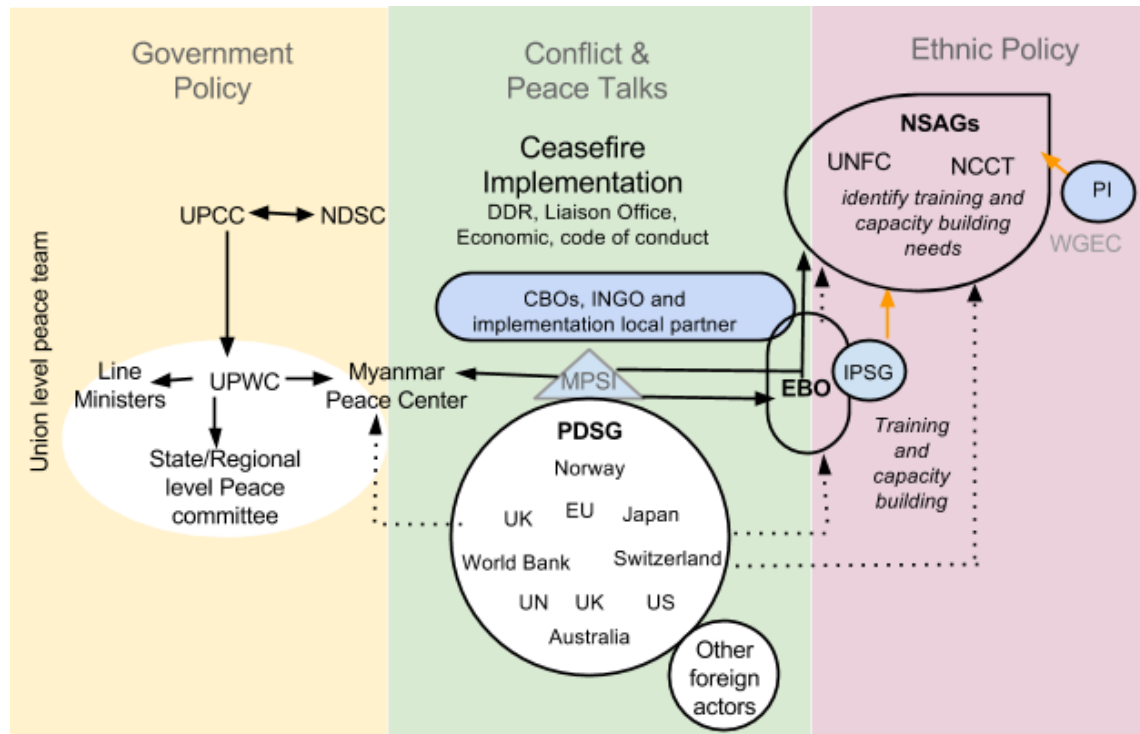 Government
Policy
Union level peace team
UPCC
NDSC
Line
Ministers
UPWC
Myanmar
Peace Center
State/Regional
level Peace
committee
Conflict &
Peace Talks
Ceasefire
Implementation
DDR, Liaison Office,
Economic, code of conduct
CBOs, INGO and
implementation local partner
MPSI
PDSG
Norway
UK
EU
Japan
World Bank
Switzerland
UN
UK
US
Australia
Other
foreign
actors
Ethnic Policy
NSAGs
UNFC
NCCT
identify training and
capacity building
needs
PI
WGEC
EBO
IPSG
Training
and
capacity
building